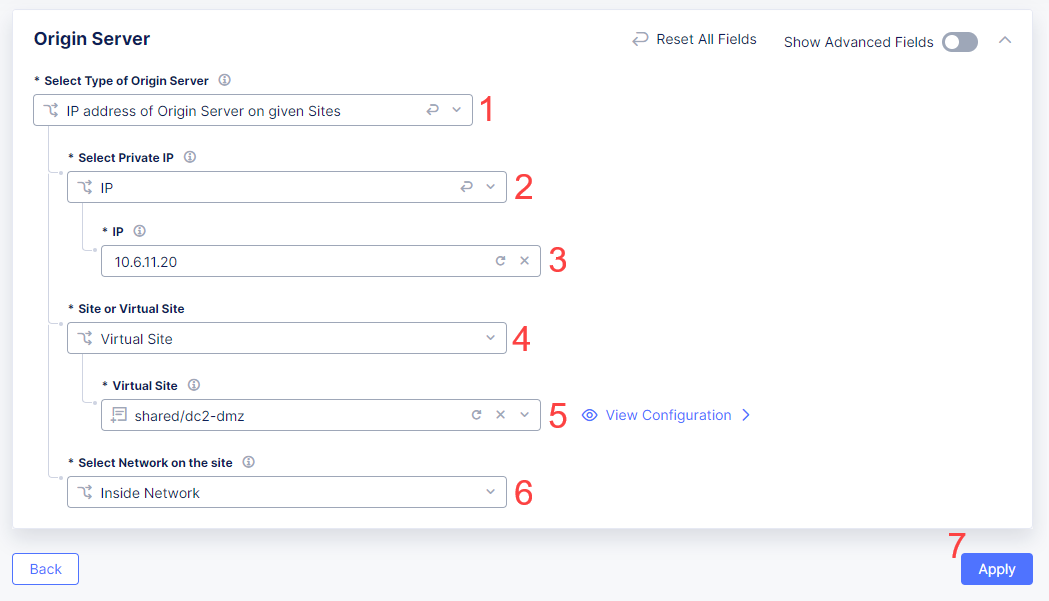 Origin Server
Reset All Fields
Show Advanced Fields
* Select Type of Origin Server
IP address of Origin Server on given Sites
1
* Select Private IP
IP
2
* IP
10.6.11.20
3
* Site or Virtual Site
Virtual Site
4
* Virtual Site
shared/dc2-dmz
5
View Configuration
* Select Network on the site
Inside Network
6
7
Back
Apply